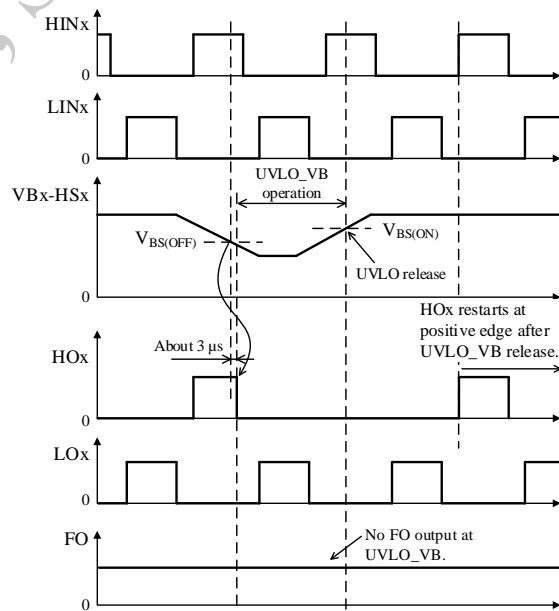 HINx
0
LINx
0
UVLO_VB
operation
VBx-HSx
VBS(OFF)
VBS(ON)
UVLO release
0
HOx restarts at
positive edge after
UVLO_VB release.
HOx
About 3 µs
0
LOx
0
FO
No FO output at
UVLO_VB.
0